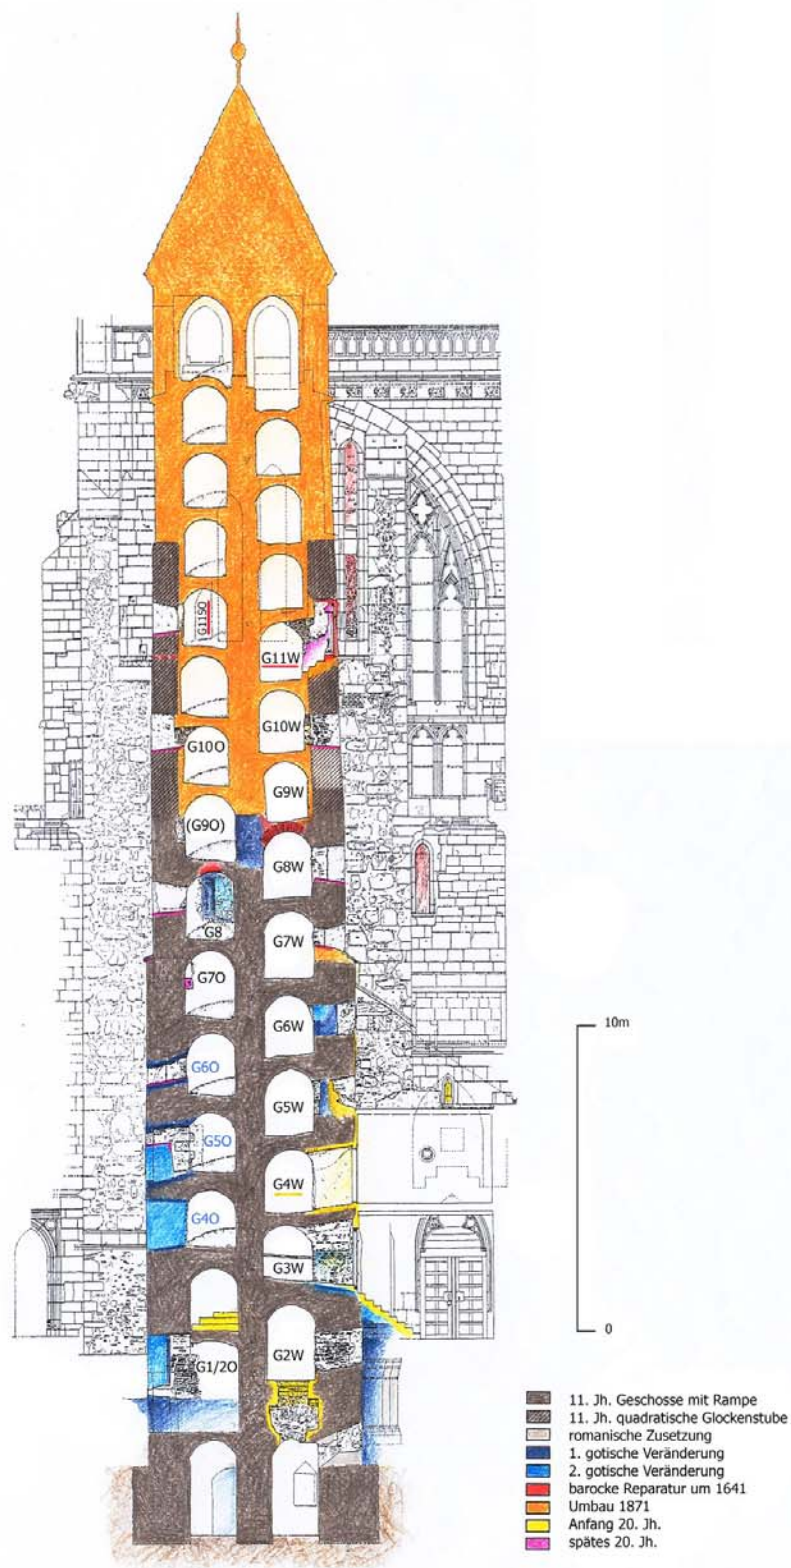 G11SO
G11W
G10W
G10O
G9W
(G9O)
G8W
G8
G7W
G7O
G6W
G6O
G5W
G5O
G4W
G4O
G3W
G2W
G1/2O
10m
0
11. Jh. Geschosse mit Rampe
11. Jh. quadratische Glockenstube
romanische Zusetzung
1. gotische Veränderung
2. gotische Veränderung
barocke Reparatur um 1641
Umbau 1871
Anfang 20. Jh.
spätes 20. Jh.